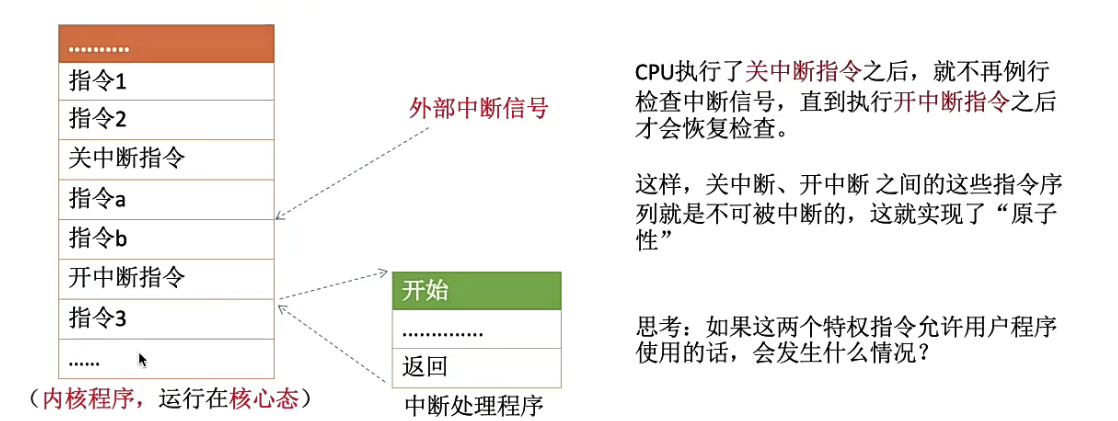 ..........
指令1
指令2
关中断指令
指令a
指令b
开中断指令
指令3
......
（内核程序，运行在核心态）
外部中断信号
开始
..............
返回
中断处理程序
CPU执行了关中断指令之后，就不再例行
检查中断信号，直到执行开中断指令之后
才会恢复检查。
这样，关中断、开中断 之间的这些指令序
列就是不可被中断的，这就实现了“原子
性”
思考：如果这两个特权指令允许用户程序
使用的话，会发生什么情况？